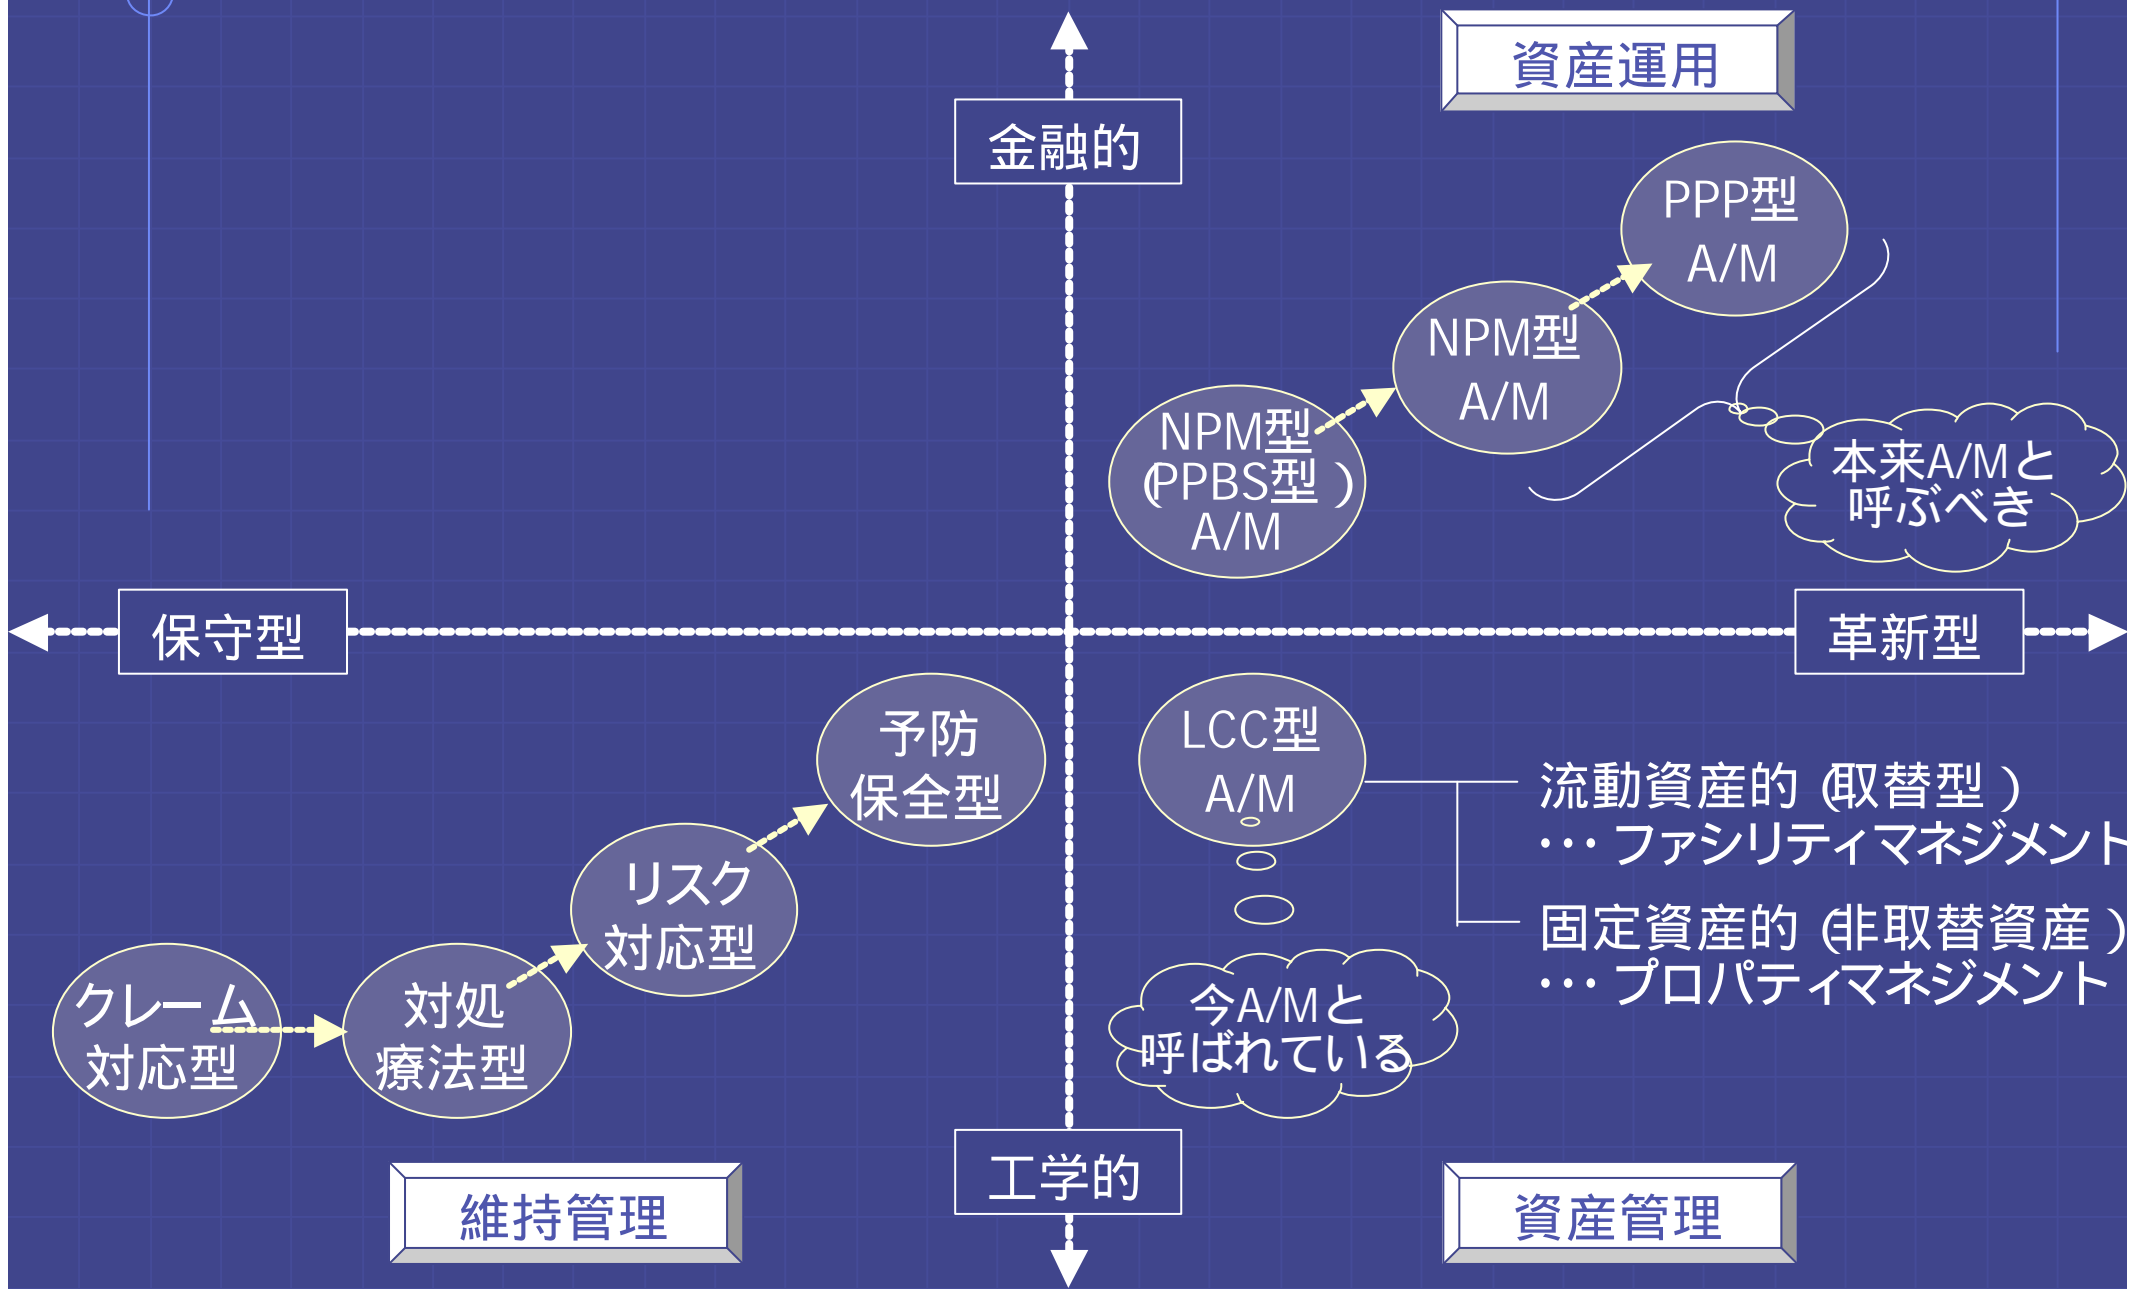 資産運用
金融的
PPP型
A/M
NPM型
A/M
NPM型
(PPBS型)
A/M
本来A/Mと
呼ぶべき
保守型
革新型
予防
保全型
LCC型
A/M
流動資産的(取替型)
…ファシリティマネジメント
固定資産的(非取替資産)
…プロパティマネジメント
リスク
対応型
クレーム
対応型
対処
療法型
今A/Mと
呼ばれている
工学的
維持管理
資産管理